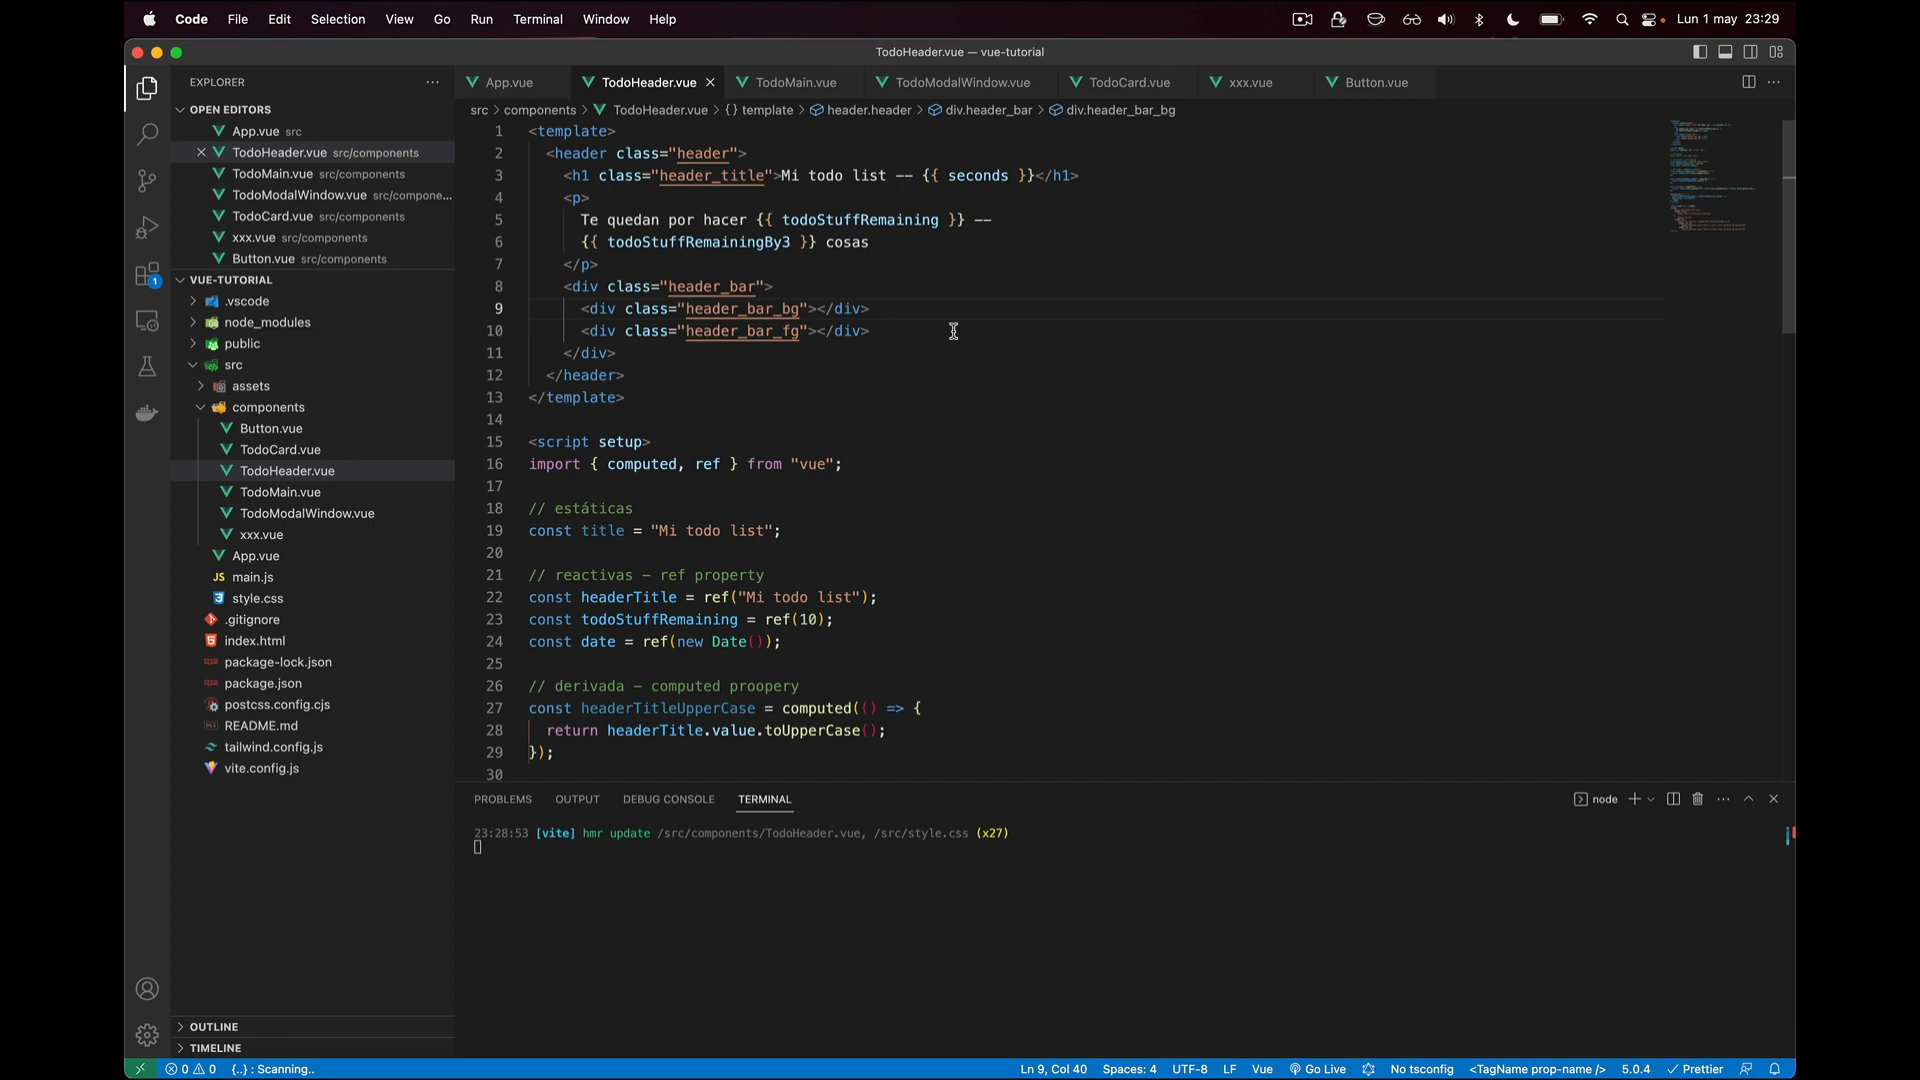 Code File Edit Selection View Go Run Terminal Window Help Lun 1 may 23:29
TodoHeader.vue — vue-tutorial
EXPLORER
OPEN EDITORS
App.vue src
TodoHeader.vue src/components
TodoMain.vue src/components
TodoModalWindow.vue src/compone...
TodoCard.vue src/components
xxx.vue src/components
Button.vue src/components
VUE-TUTORIAL
.vscode
node_modules
public
src
assets
components
Button.vue
TodoCard.vue
TodoHeader.vue
TodoMain.vue
TodoModalWindow.vue
xxx.vue
App.vue
JS main.js
style.css
.gitignore
index.html
package-lock.json
package.json
postcss.config.cjs
README.md
tailwind.config.js
vite.config.js
OUTLINE
TIMELINE
1
App.vue TodoHeader.vue TodoMain.vue TodoModalWindow.vue TodoCard.vue xxx.vue Button.vue
src > components > TodoHeader.vue > {} template > header.header > div.header_bar > div.header_bar_bg
1 <template>
2 <header class="header">
3 <h1 class="header_title">Mi todo list -- {{ seconds }}</h1>
4 <p>
5 Te quedan por hacer {{ todoStuffRemaining }} --
6 {{ todoStuffRemainingBy3 }} cosas
7 </p>
8 <div class="header_bar">
9 <div class="header_bar_bg"></div>
10 <div class="header_bar_fg"></div>
11 </div>
12 </header>
13 </template>
14
15 <script setup>
16 import { computed, ref } from "vue";
17
18 // estáticas
19 const title = "Mi todo list";
20
21 // reactivas - ref property
22 const headerTitle = ref("Mi todo list");
23 const todoStuffRemaining = ref(10);
24 const date = ref(new Date());
25
26 // derivada - computed proopery
27 const headerTitleUpperCase = computed(() => {
28 return headerTitle.value.toUpperCase();
29 });
30
PROBLEMS OUTPUT DEBUG CONSOLE TERMINAL node
23:28:53 [vite] hmr update /src/components/TodoHeader.vue, /src/style.css (x27)
0 0 {..} : Scanning.. Ln 9, Col 40 Spaces: 4 UTF-8 LF Vue Go Live No tsconfig <TagName prop-name /> 5.0.4 Prettier